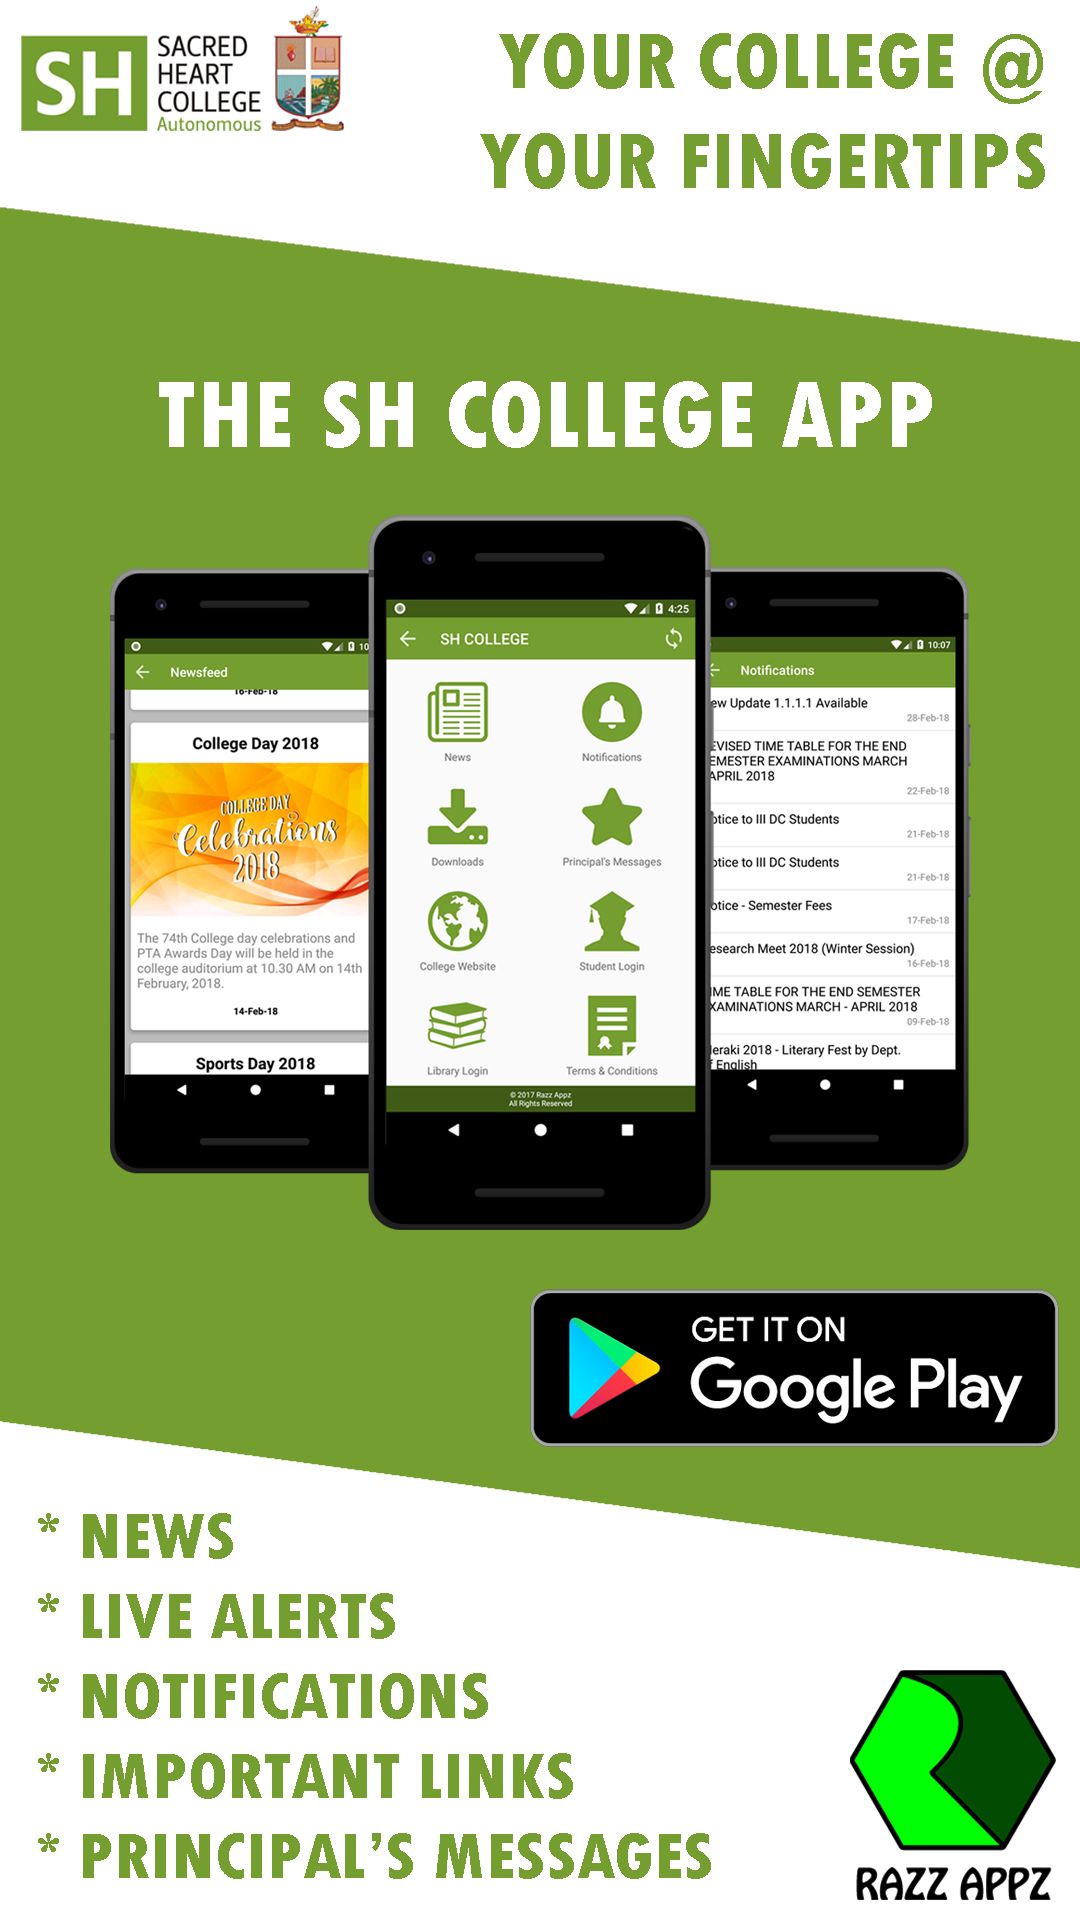 SH
SACRED
HEART
COLLEGE
Autonomous
YOUR COLLEGE @
YOUR FINGERTIPS
THE SH COLLEGE APP
10
Newsfeed
16-Feb-18
College Day 2018
COLLEGE DAY
Celebrations
2018
The 74th College day celebrations and
PTA Awards Day will be held in the
college auditorium at 10.30 AM on 14th
February, 2018.
14-Feb-18
Sports Day 2018
4:25
SH COLLEGE
News
Notifications
Downloads
Principal's Messages
College Website
Student Login
Library Login
Terms & Conditions
© 2017 Razz Appz
All Rights Reserved
10:07
Notifications
ew Update 1.1.1.1 Available
28-Feb-18
EVISED TIME TABLE FOR THE END
EMESTER EXAMINATIONS MARCH
APRIL 2018
22-Feb-18
otice to III DC Students
21-Feb-18
otice to III DC Students
21-Feb-18
otice - Semester Fees
17-Feb-18
esearch Meet 2018 (Winter Session)
16-Feb-18
IME TABLE FOR THE END SEMESTER
XAMINATIONS MARCH - APRIL 2018
09-Feb-18
eraki 2018 - Literary Fest by Dept.
f English
GET IT ON
Google Play
* NEWS
* LIVE ALERTS
* NOTIFICATIONS
* IMPORTANT LINKS
* PRINCIPAL’S MESSAGES
RAZZ APPZ